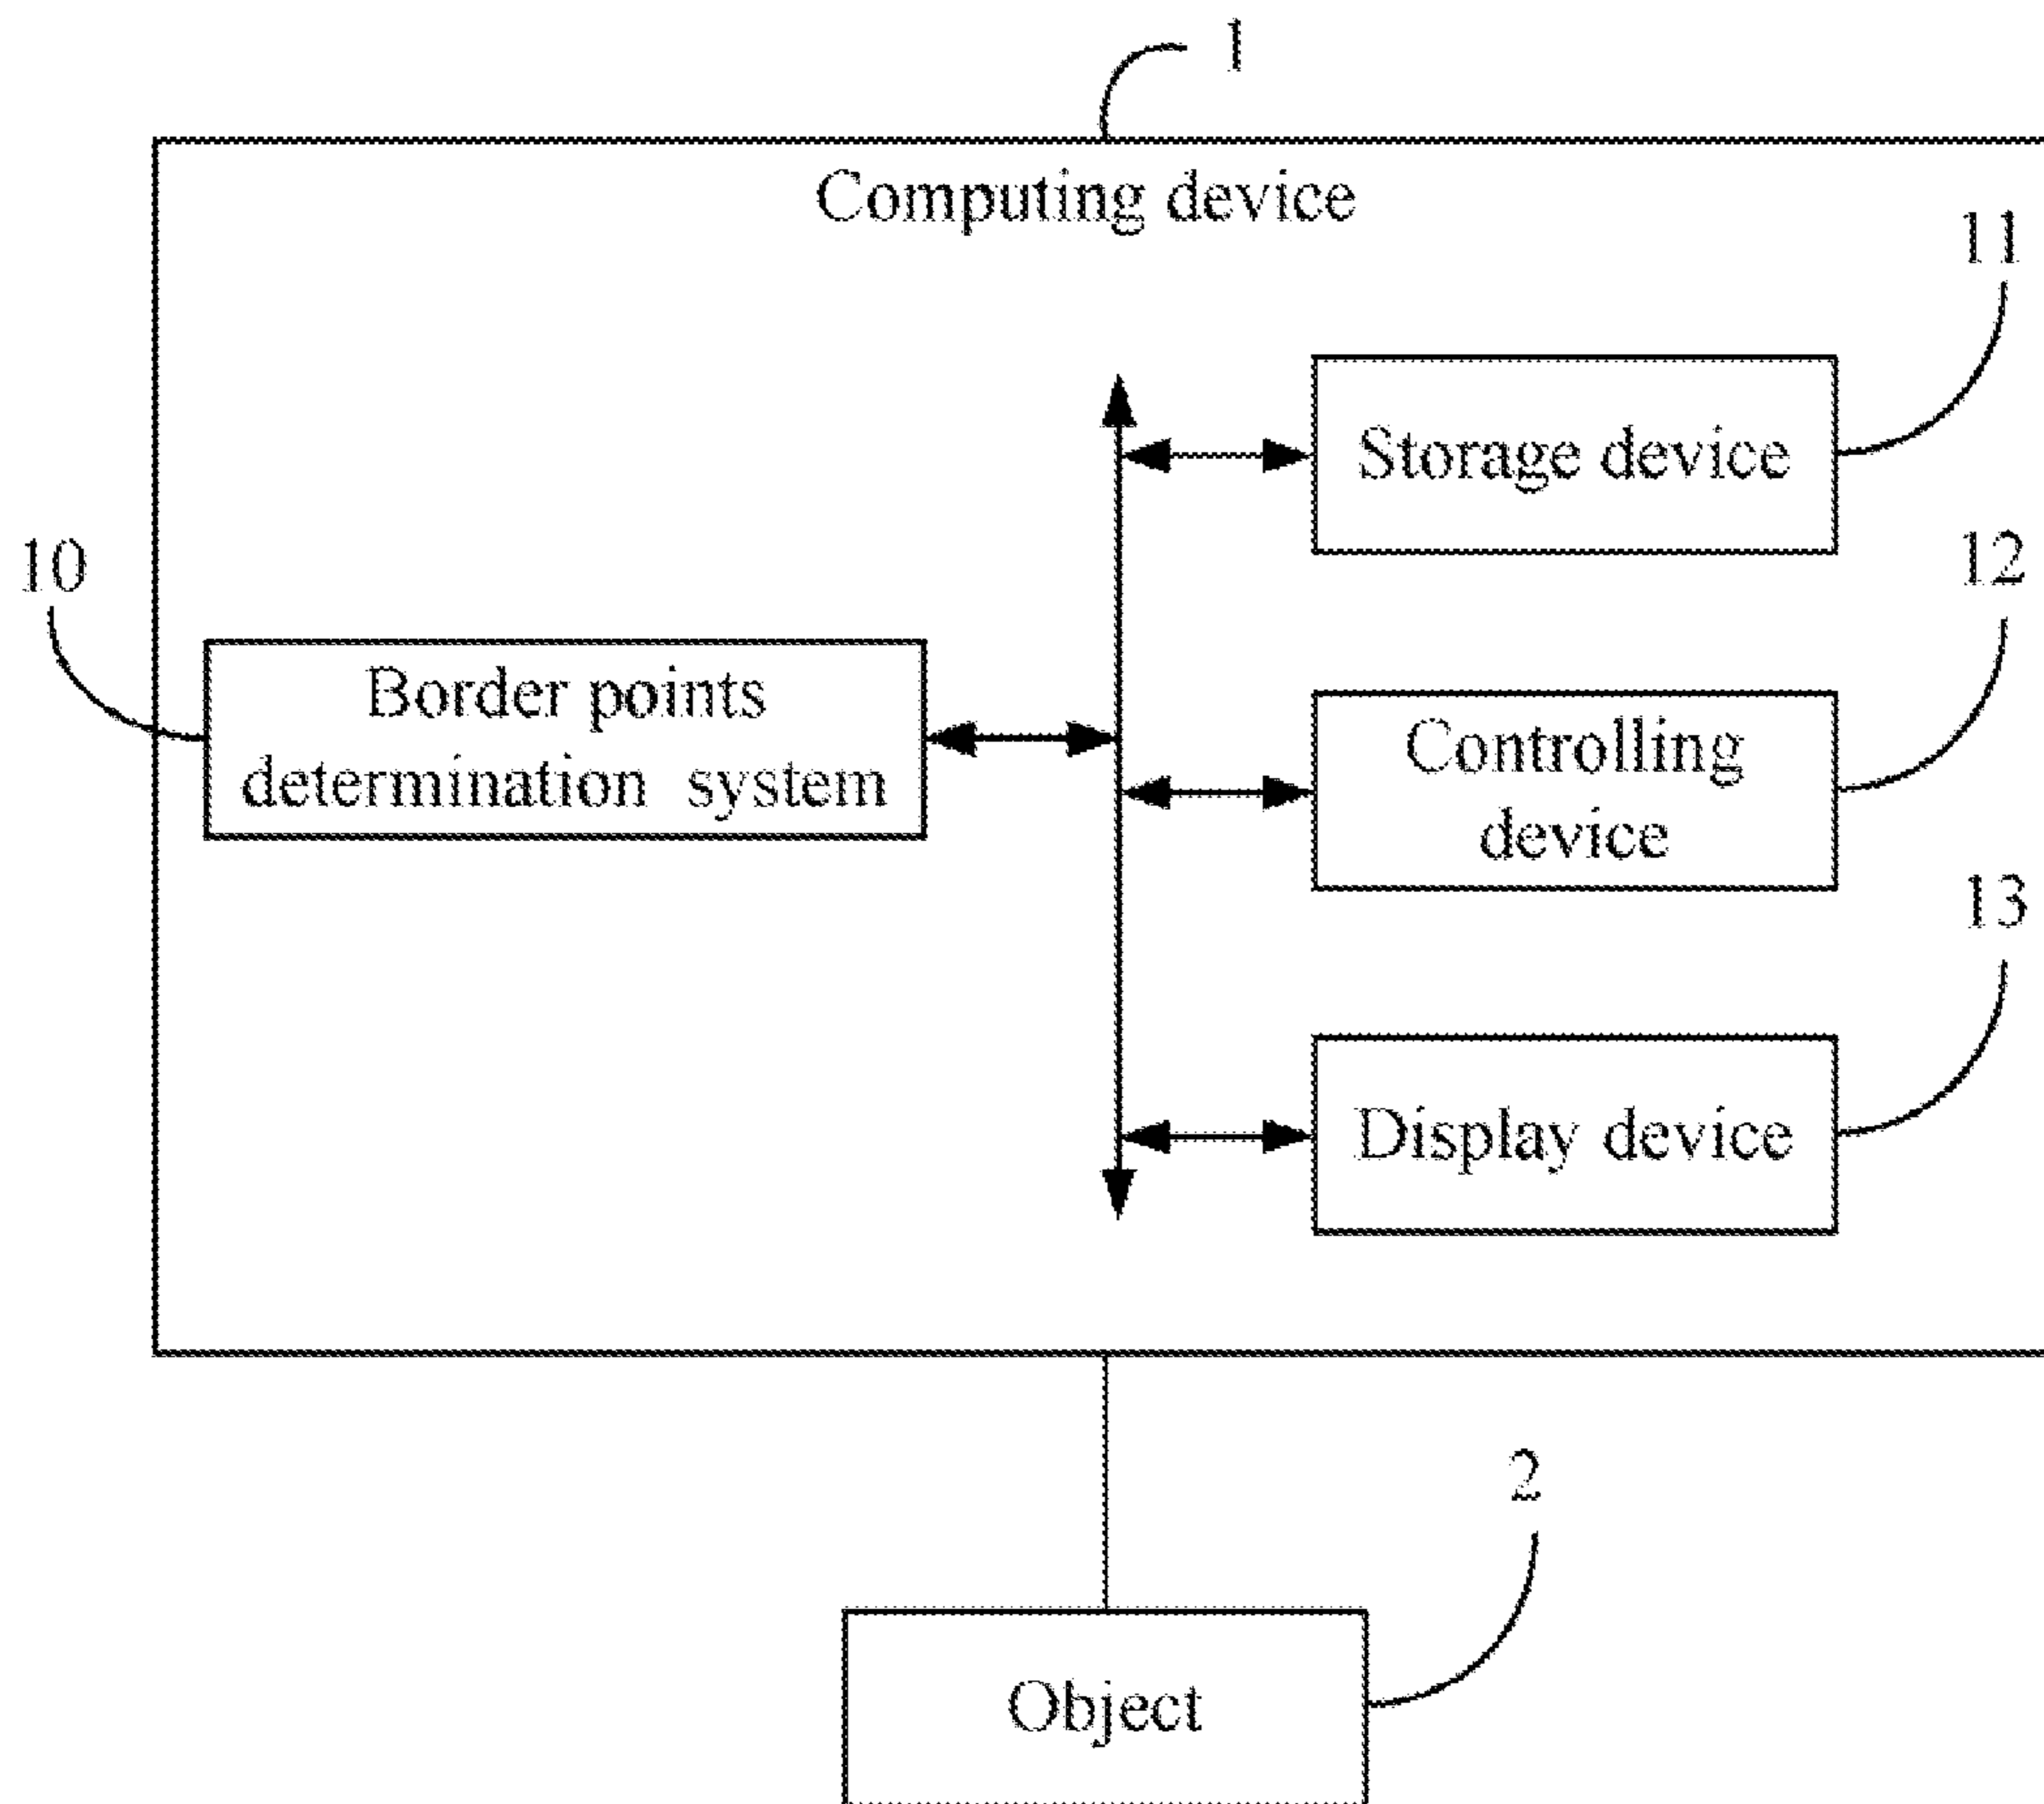 1
Computing device
11
Storage device
10
12
Border points
determination system
Controlling
device
13
Display device
2
Object